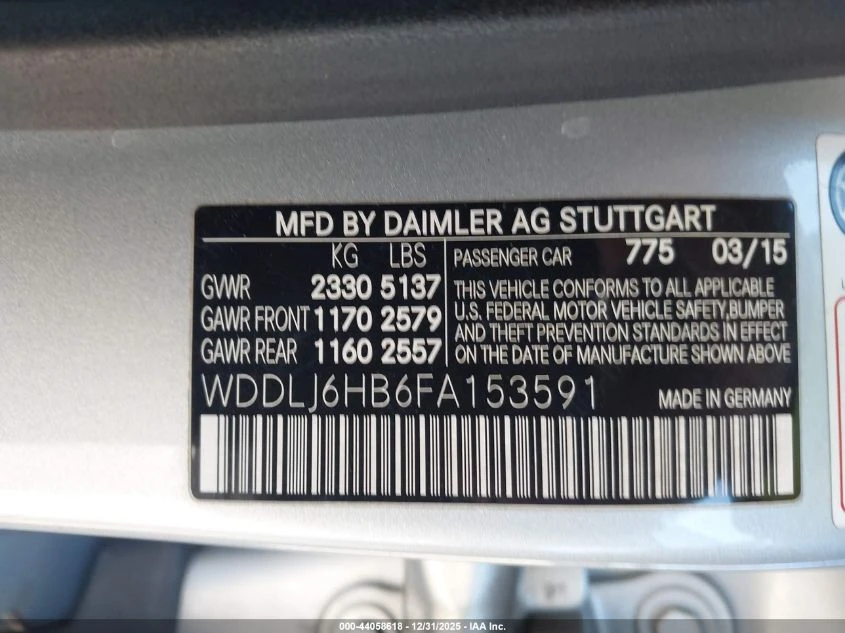 MFD BY DAIMLER AG STUTTGART
KG LBS
GVWR 2330 5137
GAWR FRONT 1170 2579
GAWR REAR 1160 2557
PASSENGER CAR 775 03/15
THIS VEHICLE CONFORMS TO ALL APPLICABLE
U.S. FEDERAL MOTOR VEHICLE SAFETY,BUMPER
AND THEFT PREVENTION STANDARDS IN EFFECT
ON THE DATE OF MANUFACTURE SHOWN ABOVE
WDDLJ6HB6FA153591 MADE IN GERMANY
000-44058618 - 12/31/2025 - IAA Inc.